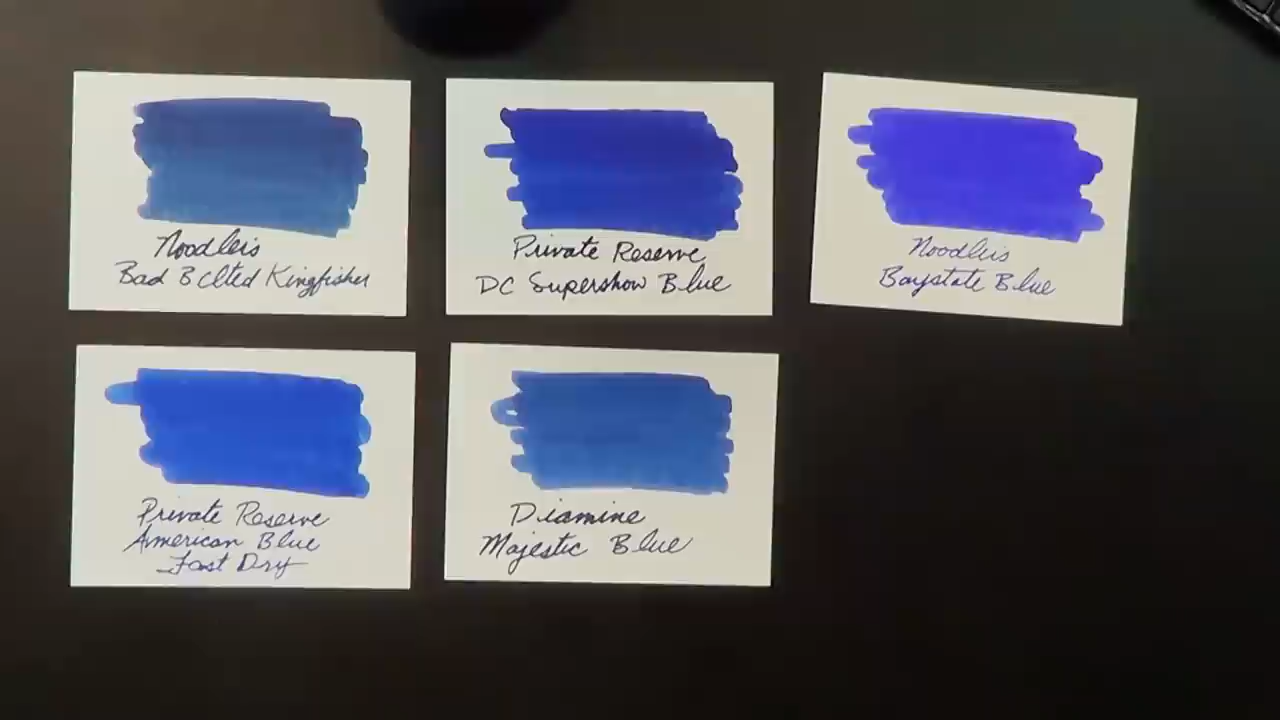 Noodler's
Bad Belted Kingfisher
Private Reserve
DC Supershow Blue
Noodler's
Baystate Blue
Private Reserve
American Blue
Fast Dry
Diamine
Majestic Blue